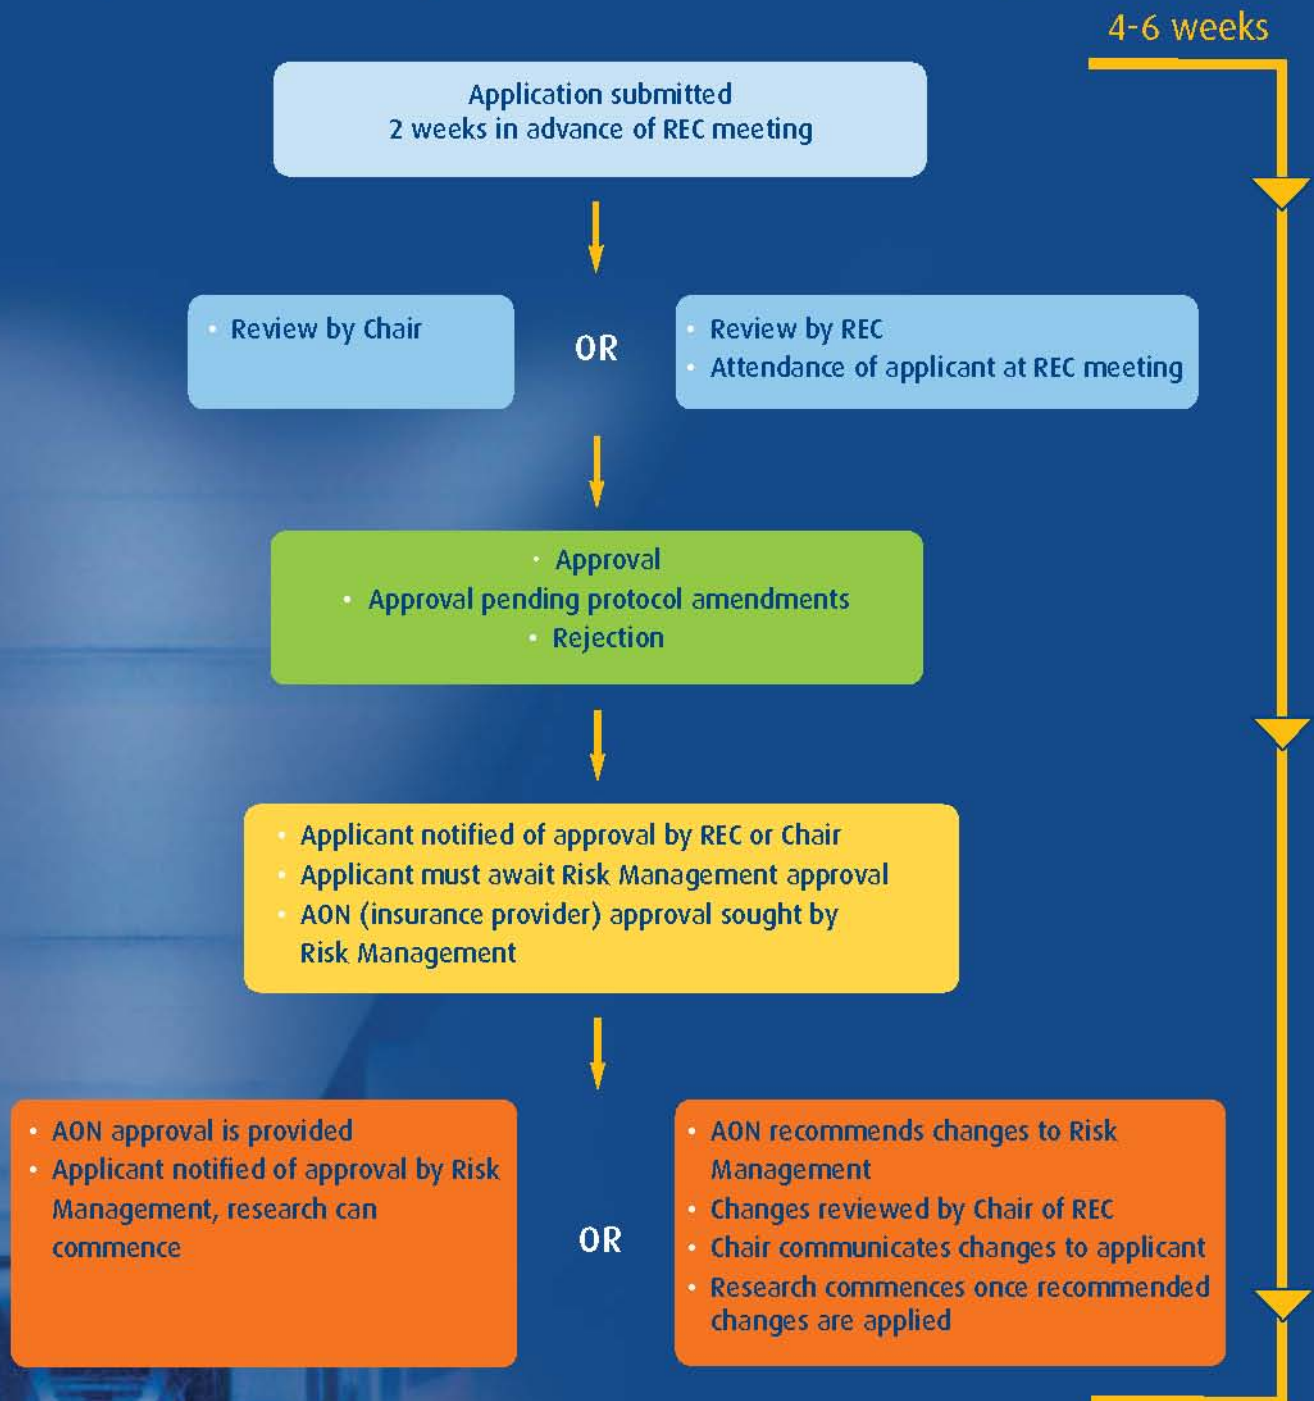 4-6 weeks
Application submitted
2 weeks in advance of REC meeting
• Review by Chair
OR
• Review by REC
• Attendance of applicant at REC meeting
• Approval
• Approval pending protocol amendments
• Rejection
• Applicant notified of approval by REC or Chair
• Applicant must await Risk Management approval
• AON (insurance provider) approval sought by
Risk Management
• AON approval is provided
• Applicant notified of approval by Risk
Management, research can
commence
OR
• AON recommends changes to Risk
Management
• Changes reviewed by Chair of REC
• Chair communicates changes to applicant
• Research commences once recommended
changes are applied